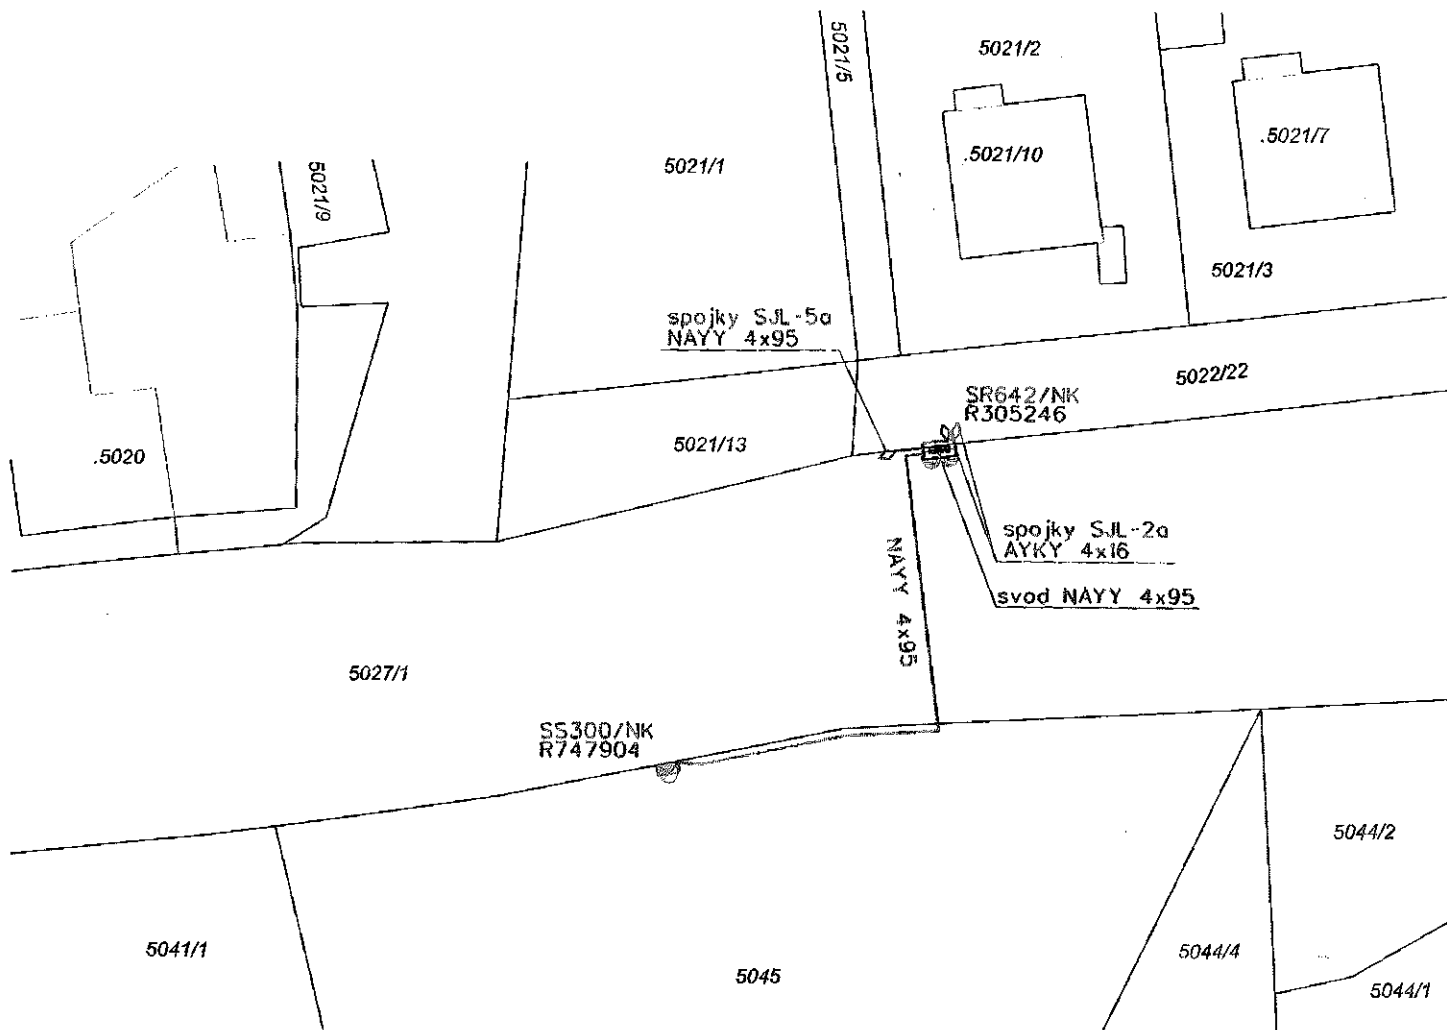 5021/5
5021/2
.5021/10
.5021/7
5021/1
5021/9
5021/3
spojky SJL-5a
NAYY 4x95
5022/22
SR642/NK
R305246
5021/13
.5020
spojky SJL-2a
AYKY 4x16
svod NAYY 4x95
NAYY 4x95
5027/1
SS300/NK
R747904
5044/2
5041/1
5045
5044/4
5044/1